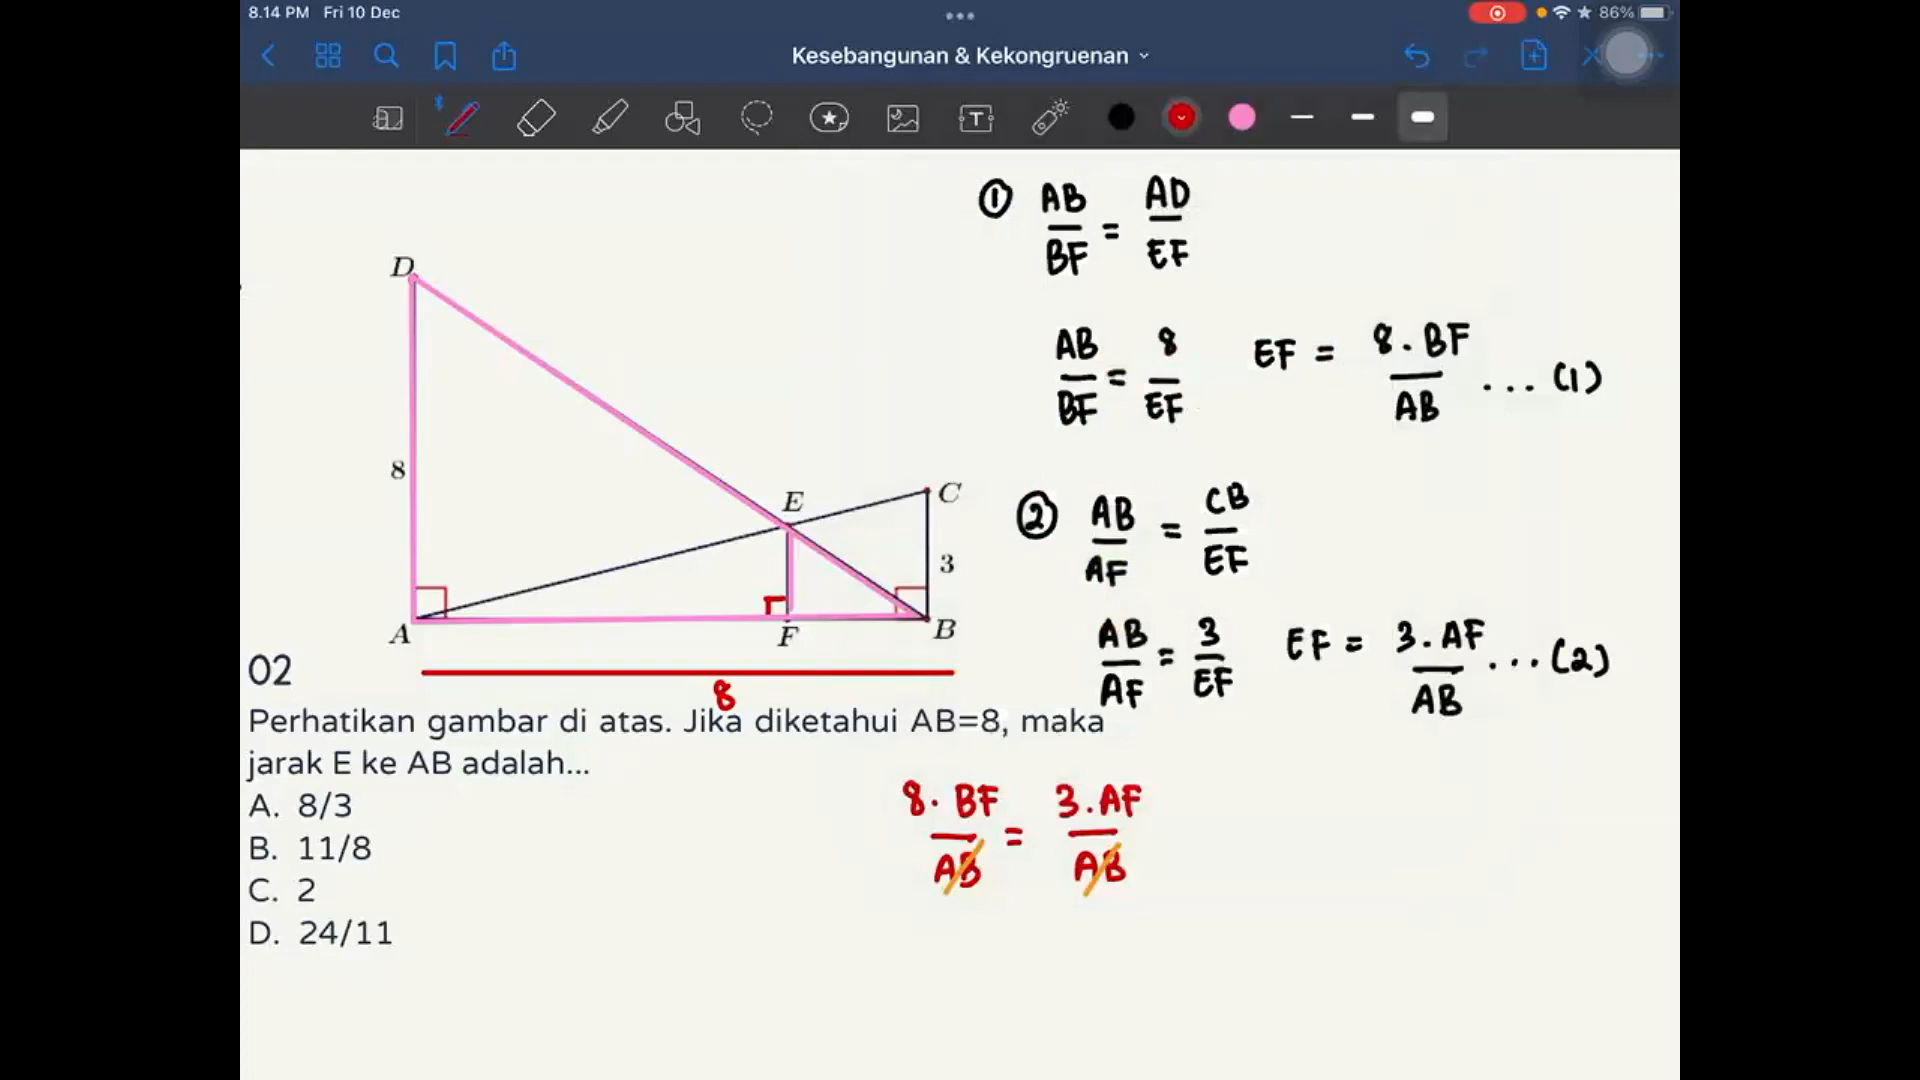 8.14 PM Fri 10 Dec
86%
Kesebangunan & Kekongruenan
① AB/BF = AD/EF
AB/BF = 8/EF EF = 8.BF/AB ... (1)
② AB/AF = CB/EF
AB/AF = 3/EF EF = 3.AF/AB ... (2)
D
8
E
C
3
A
F
B
8
02
Perhatikan gambar di atas. Jika diketahui AB=8, maka
jarak E ke AB adalah...
A. 8/3
B. 11/8
C. 2
D. 24/11
8.BF/AB = 3.AF/AB